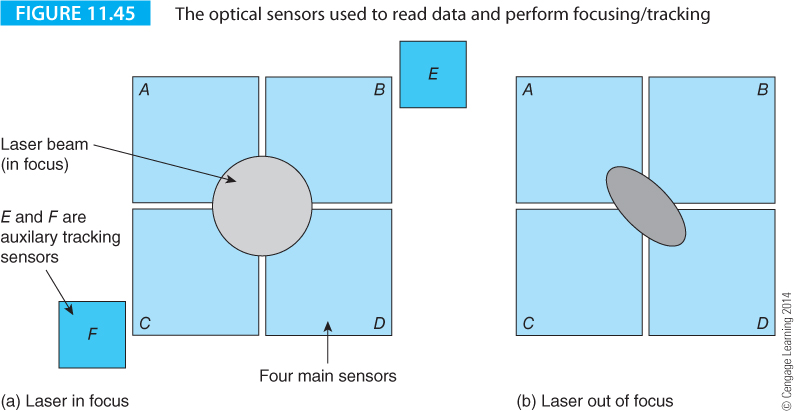 FIGURE 11.45 The optical sensors used to read data and perform focusing/tracking
A
B
E
A
B
Laser beam
(in focus)
E and F are
auxilary tracking
sensors
F
C
D
C
D
Four main sensors
(a) Laser in focus
(b) Laser out of focus
© Cengage Learning 2014